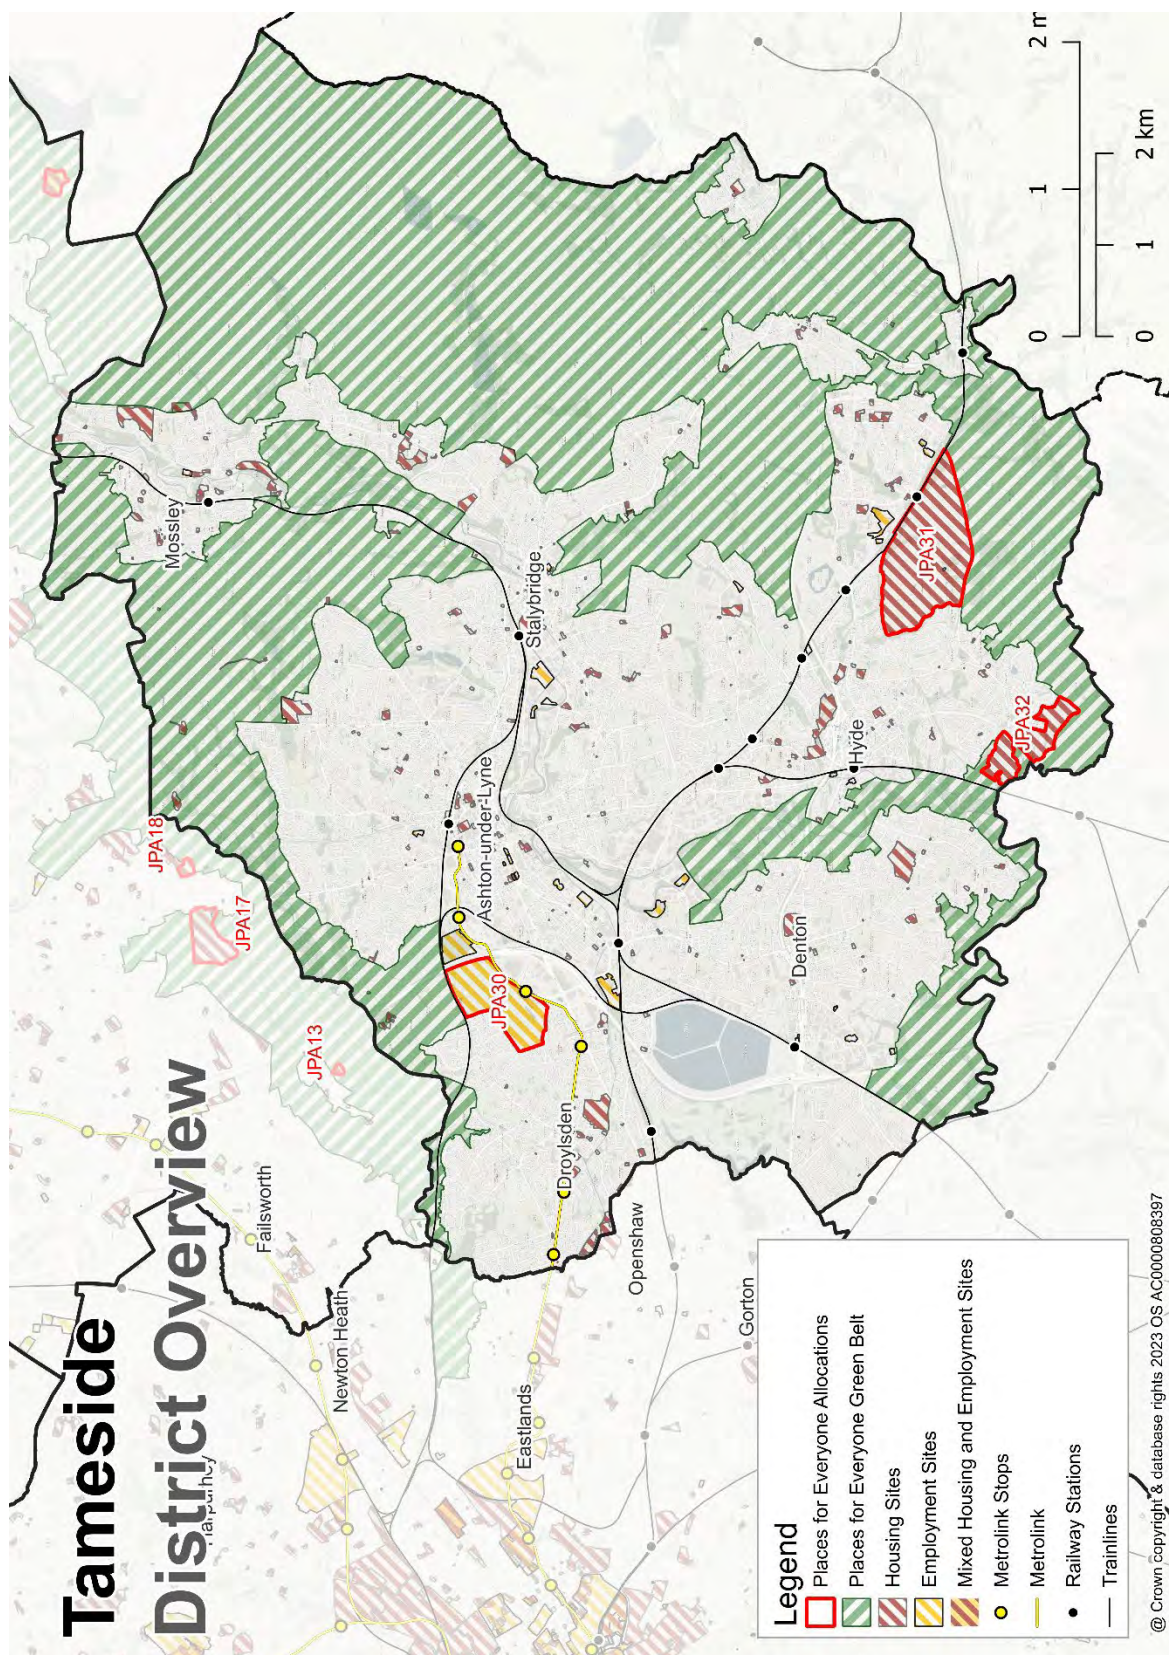 Tameside
District Overview
Harpurhey
Failsworth
Newton Heath
Eastlands
Openshaw
Gorton
Droylsden
Denton
Ashton-under-Lyne
Stalybridge
Mossley
Hyde
JPA13
JPA17
JPA18
JPA30
JPA31
JPA32
Legend
Places for Everyone Allocations
Places for Everyone Green Belt
Housing Sites
Employment Sites
Mixed Housing and Employment Sites
Metrolink Stops
Metrolink
Railway Stations
Trainlines
0 1 2 m
0 1 2 km
@ Crown copyright & database rights 2023 OS AC0000808397